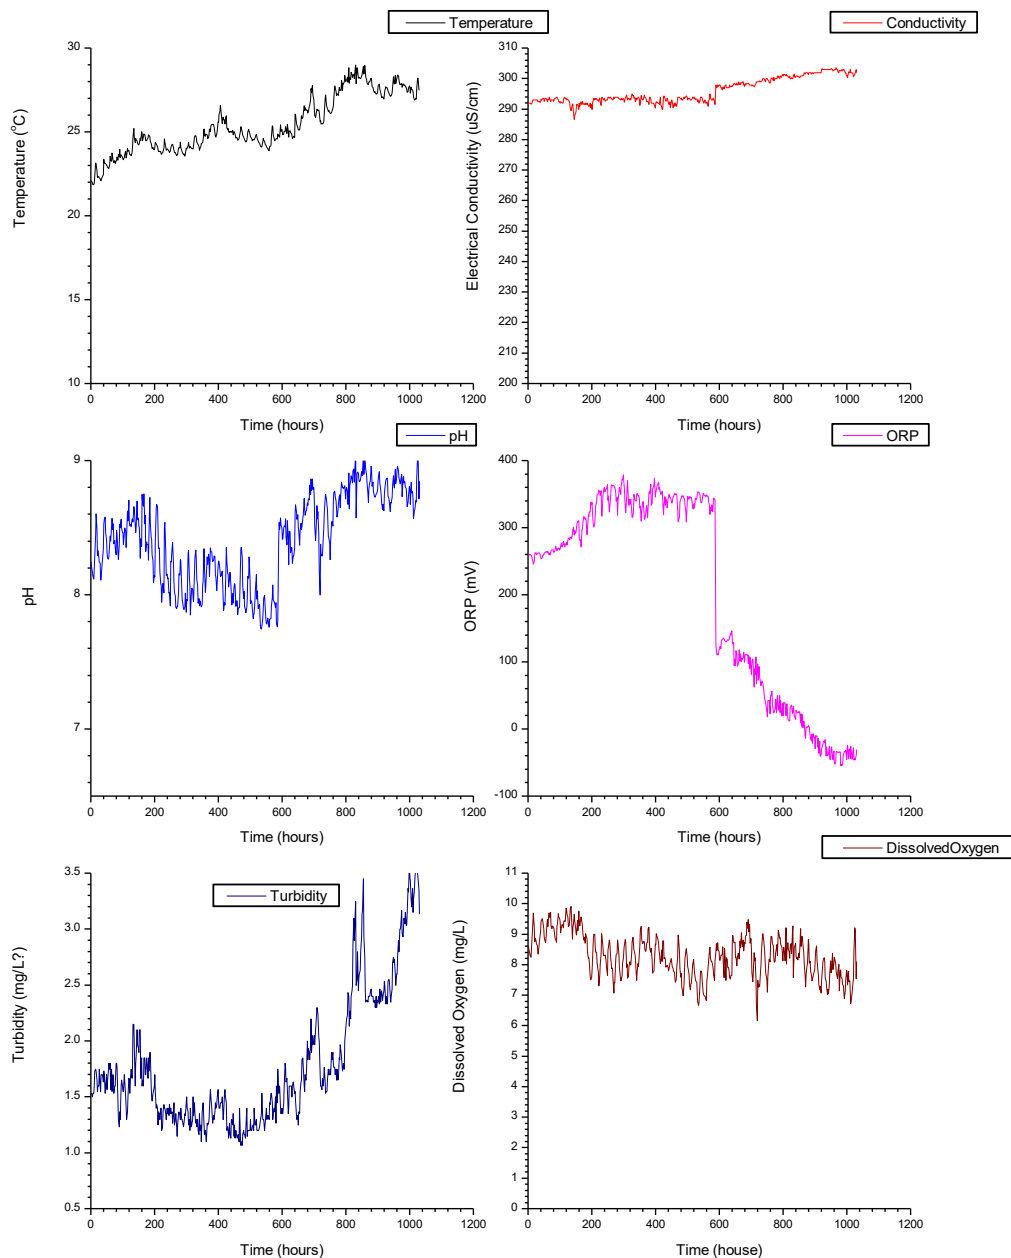 Temperature
30
25
20
15
10
Temperature (°C)
0 200 400 600 800 1000 1200
Time (hours)
Conductivity
310
300
290
280
270
260
250
240
230
220
210
200
Electrical Conductivity (uS/cm)
0 200 400 600 800 1000 1200
Time (hours)
pH
9
8
7
pH
0 200 400 600 800 1000 1200
Time (hours)
ORP
400
300
200
100
0
-100
ORP (mV)
0 200 400 600 800 1000 1200
Time (hours)
Turbidity
3.5
3.0
2.5
2.0
1.5
1.0
0.5
Turbidity (mg/L?)
0 200 400 600 800 1000 1200
Time (hours)
DissolvedOxygen
11
10
9
8
7
6
5
4
3
2
1
0
Dissolved Oxygen (mg/L)
0 200 400 600 800 1000 1200
Time (house)